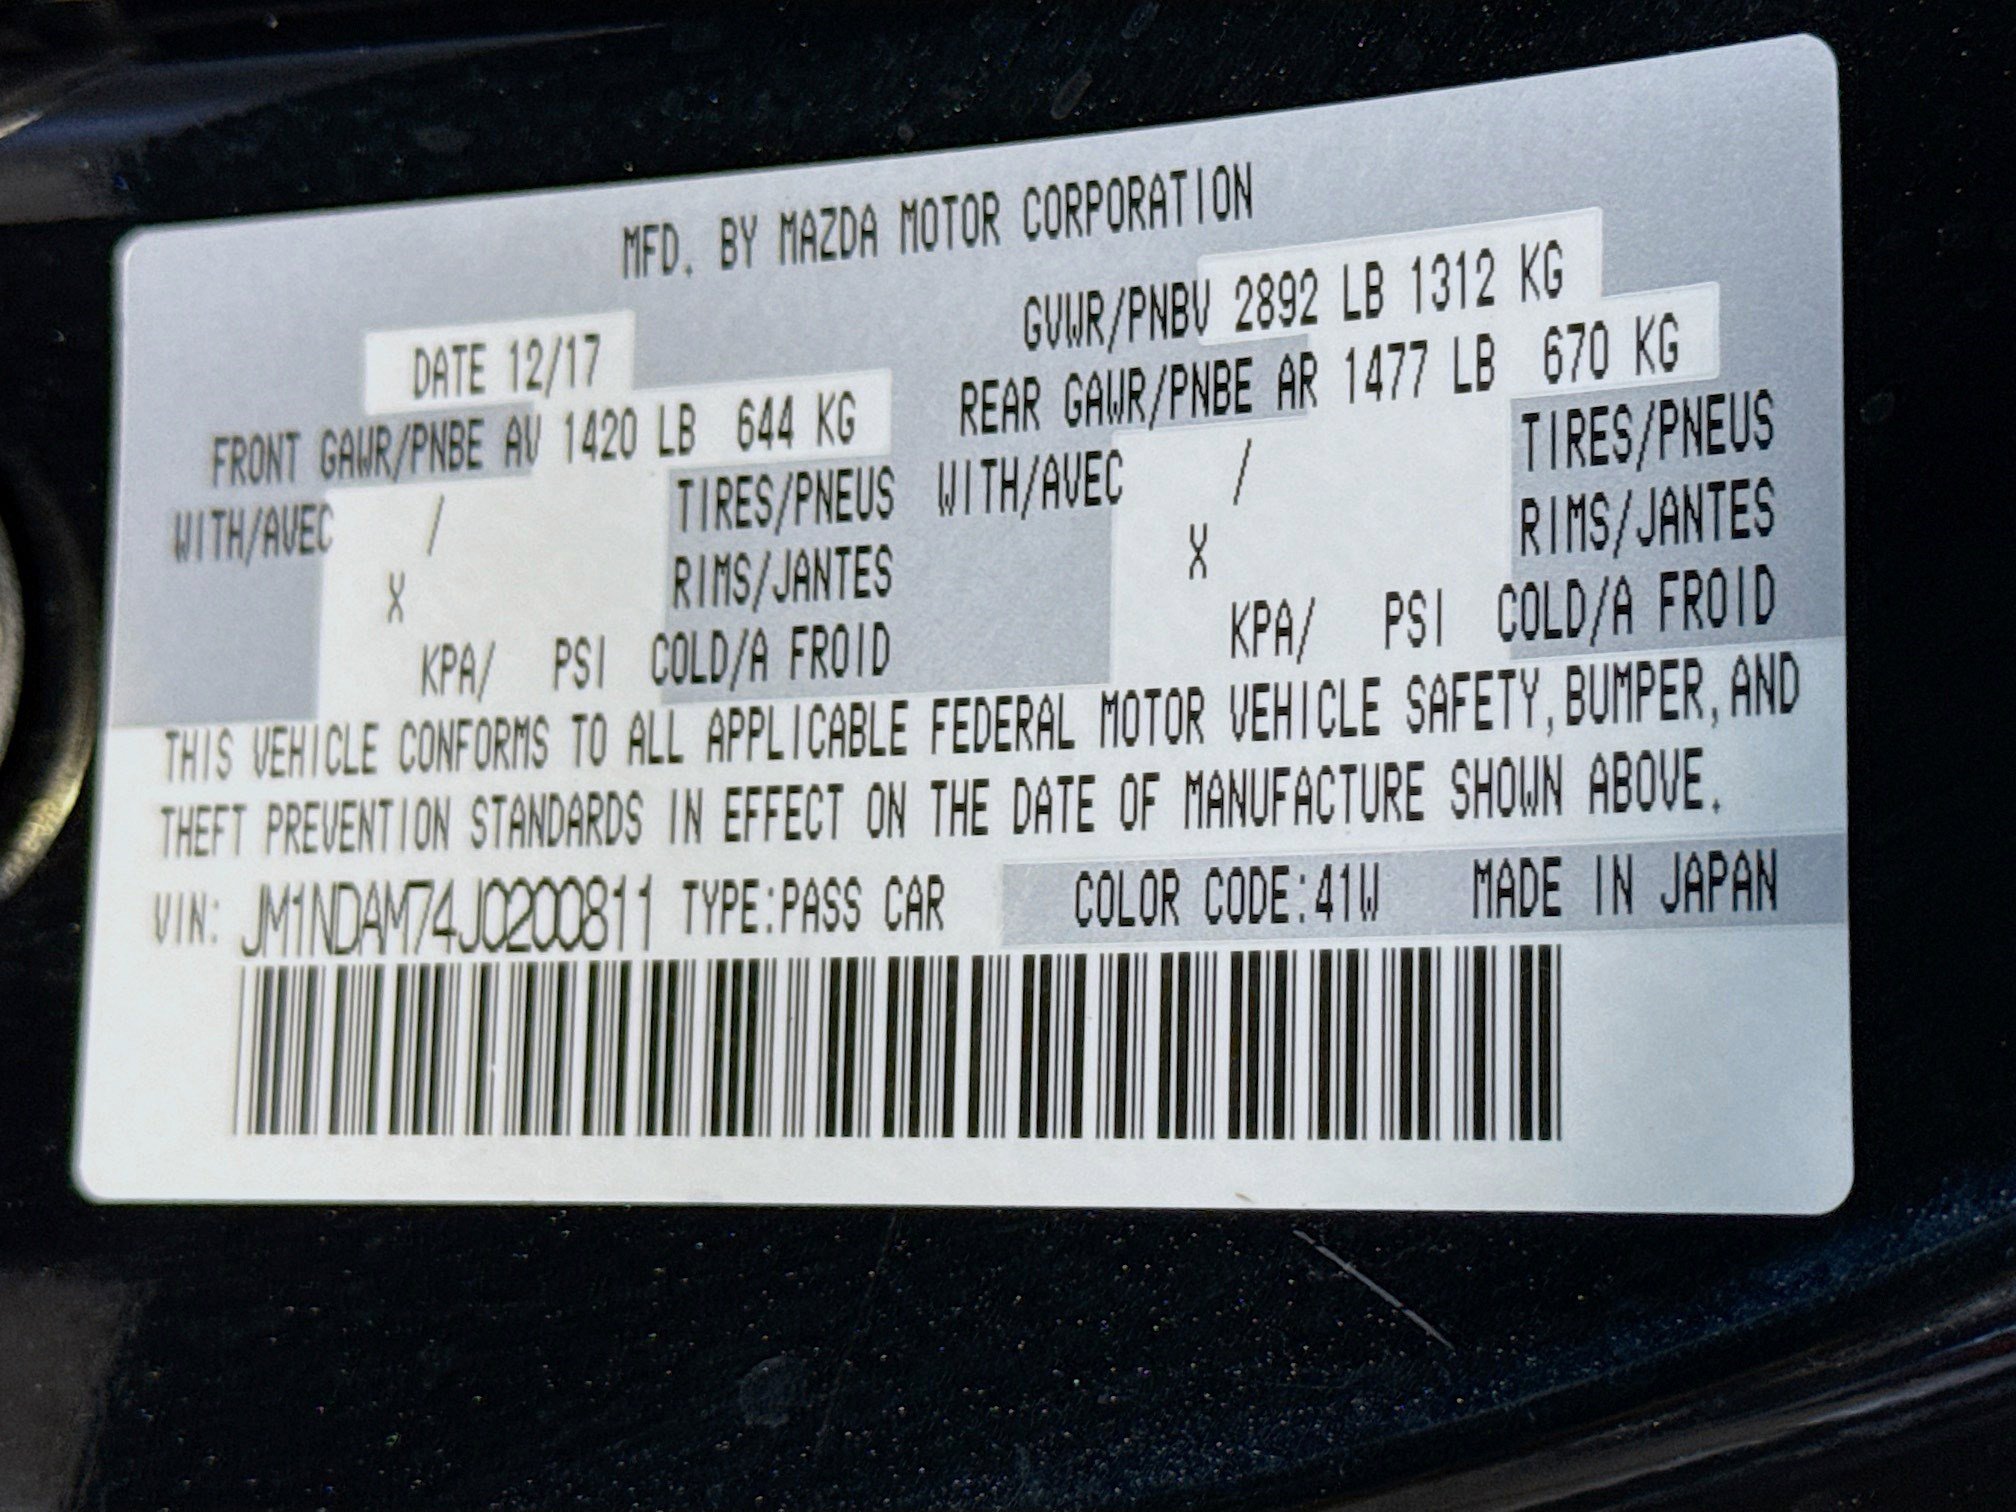 MFD. BY MAZDA MOTOR CORPORATION
DATE 12/17
GVWR/PNBV 2892 LB 1312 KG
FRONT GAWR/PNBE AV 1420 LB 644 KG
REAR GAWR/PNBE AR 1477 LB 670 KG
WITH/AVEC / TIRES/PNEUS
WITH/AVEC / TIRES/PNEUS
X RIMS/JANTES
X RIMS/JANTES
KPA/ PSI COLD/A FROID
KPA/ PSI COLD/A FROID
THIS VEHICLE CONFORMS TO ALL APPLICABLE FEDERAL MOTOR VEHICLE SAFETY,BUMPER,AND
THEFT PREVENTION STANDARDS IN EFFECT ON THE DATE OF MANUFACTURE SHOWN ABOVE.
VIN: JM1NDAM74J0200811 TYPE:PASS CAR COLOR CODE:41W MADE IN JAPAN